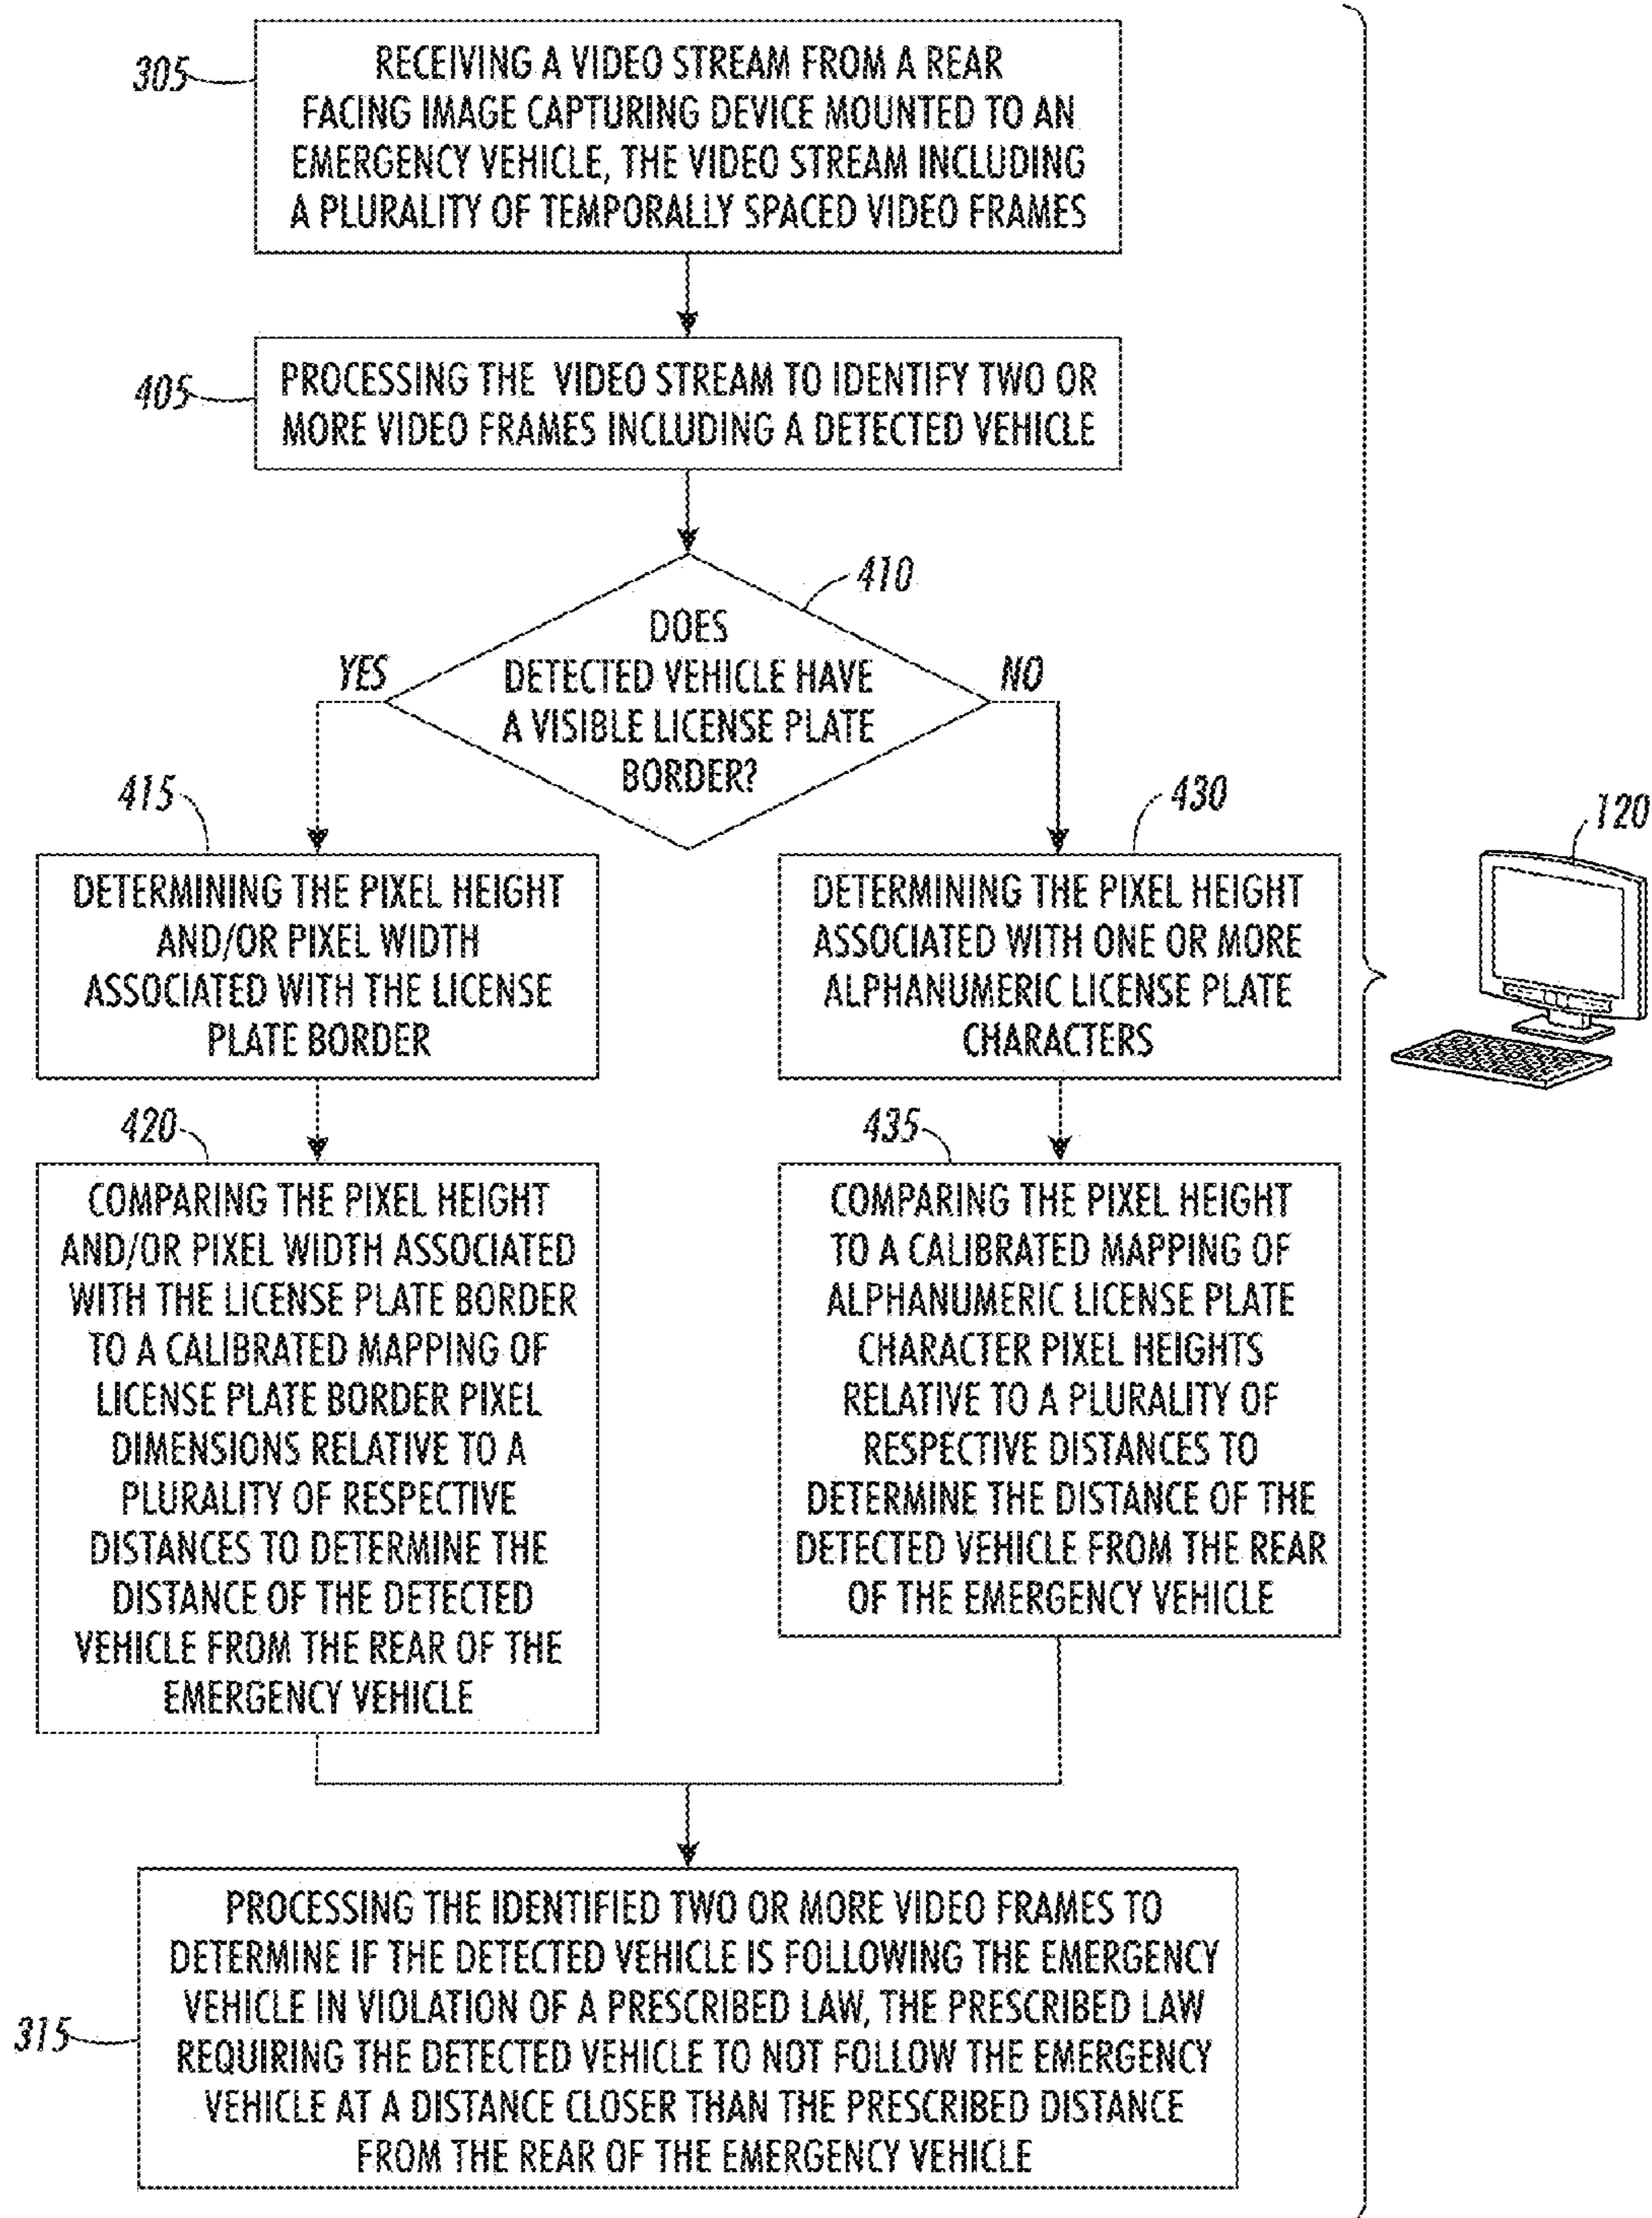 305
RECEIVING A VIDEO STREAM FROM A REAR
FACING IMAGE CAPTURING DEVICE MOUNTED TO AN
EMERGENCY VEHICLE, THE VIDEO STREAM INCLUDING
A PLURALITY OF TEMPORALLY SPACED VIDEO FRAMES
405
PROCESSING THE VIDEO STREAM TO IDENTIFY TWO OR
MORE VIDEO FRAMES INCLUDING A DETECTED VEHICLE
410
DOES
DETECTED VEHICLE HAVE
A VISIBLE LICENSE PLATE
BORDER?
YES
NO
415
DETERMINING THE PIXEL HEIGHT
AND/OR PIXEL WIDTH
ASSOCIATED WITH THE LICENSE
PLATE BORDER
430
DETERMINING THE PIXEL HEIGHT
ASSOCIATED WITH ONE OR MORE
ALPHANUMERIC LICENSE PLATE
CHARACTERS
120
420
COMPARING THE PIXEL HEIGHT
AND/OR PIXEL WIDTH ASSOCIATED
WITH THE LICENSE PLATE BORDER
TO A CALIBRATED MAPPING OF
LICENSE PLATE BORDER PIXEL
DIMENSIONS RELATIVE TO A
PLURALITY OF RESPECTIVE
DISTANCES TO DETERMINE THE
DISTANCE OF THE DETECTED
VEHICLE FROM THE REAR OF THE
EMERGENCY VEHICLE
435
COMPARING THE PIXEL HEIGHT
TO A CALIBRATED MAPPING OF
ALPHANUMERIC LICENSE PLATE
CHARACTER PIXEL HEIGHTS
RELATIVE TO A PLURALITY OF
RESPECTIVE DISTANCES TO
DETERMINE THE DISTANCE OF THE
DETECTED VEHICLE FROM THE REAR
OF THE EMERGENCY VEHICLE
315
PROCESSING THE IDENTIFIED TWO OR MORE VIDEO FRAMES TO
DETERMINE IF THE DETECTED VEHICLE IS FOLLOWING THE EMERGENCY
VEHICLE IN VIOLATION OF A PRESCRIBED LAW, THE PRESCRIBED LAW
REQUIRING THE DETECTED VEHICLE TO NOT FOLLOW THE EMERGENCY
VEHICLE AT A DISTANCE CLOSER THAN THE PRESCRIBED DISTANCE
FROM THE REAR OF THE EMERGENCY VEHICLE